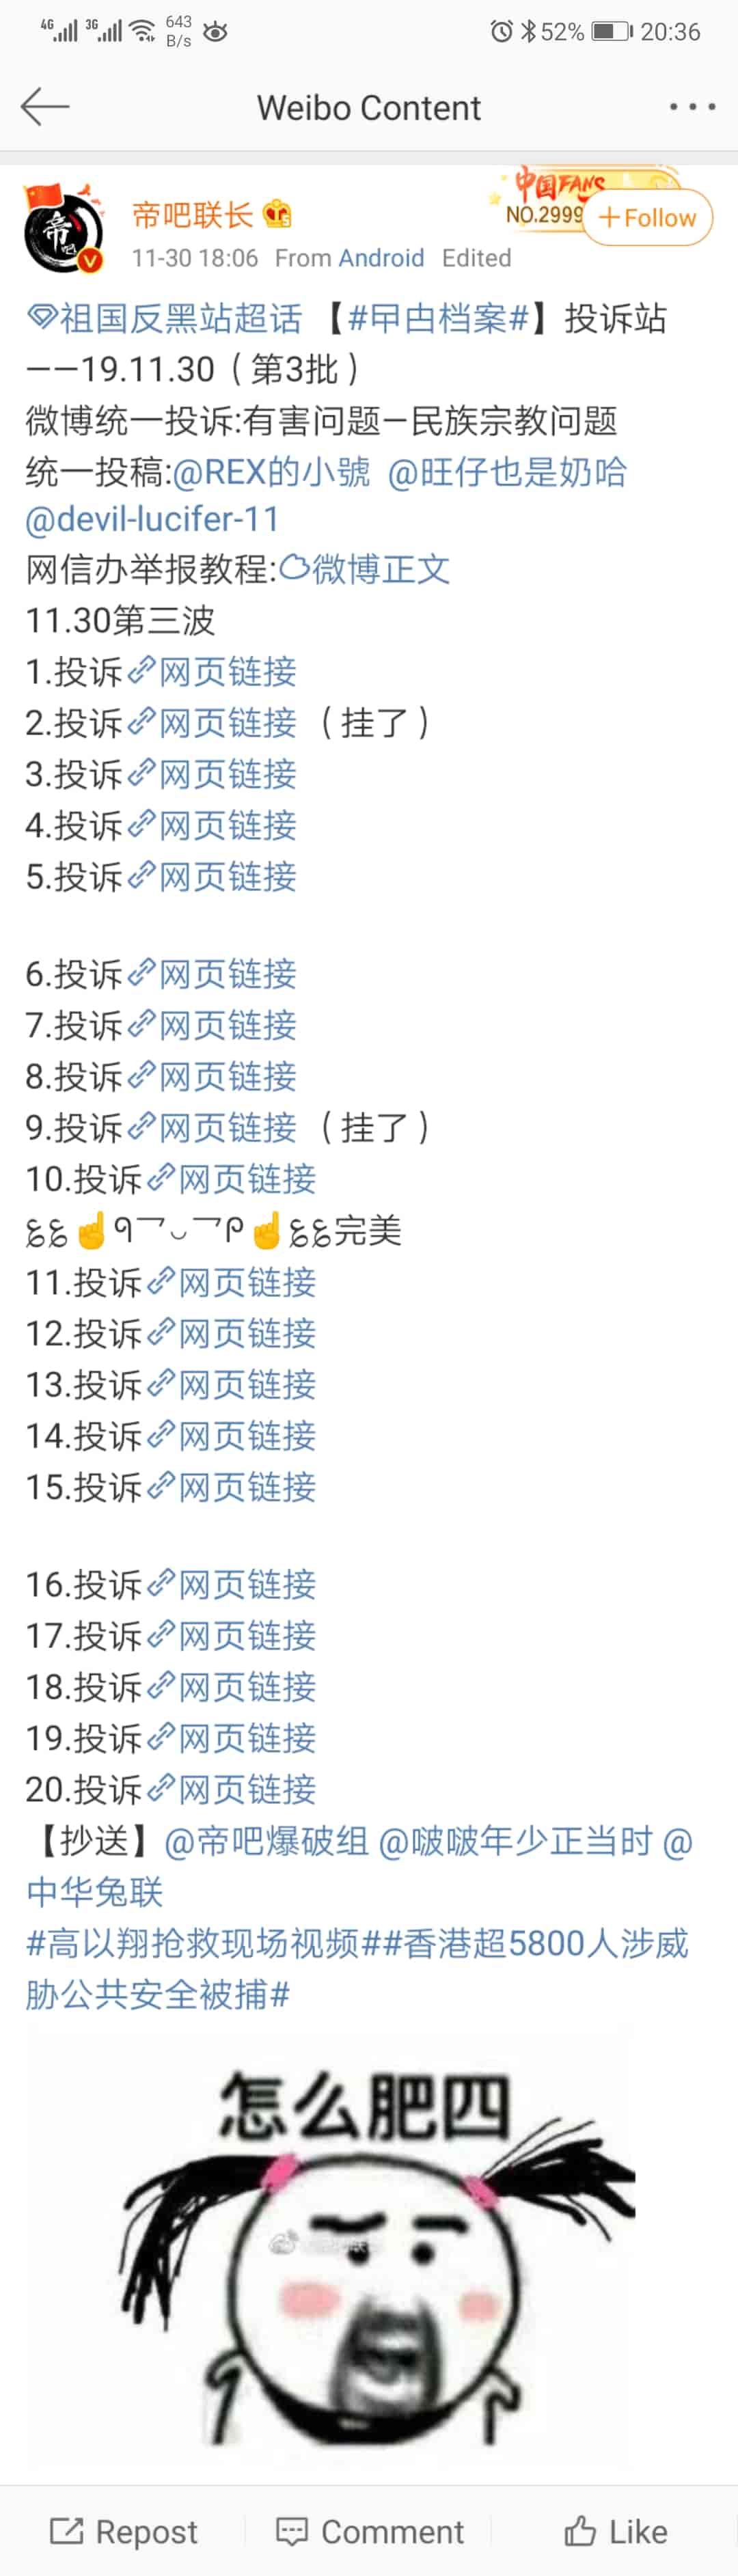 4G 3G 643 B/s 52% 20:36
Weibo Content
中国FANS
帝吧联长
NO.2999 +Follow
帝吧
11-30 18:06 From Android Edited
祖国反黑站超话 【#曱甴档案#】投诉站
——19.11.30（第3批）
微博统一投诉:有害问题—民族宗教问题
统一投稿:@REX的小號 @旺仔也是奶哈
@devil-lucifer-11
网信办举报教程:微博正文
11.30第三波
1.投诉网页链接
2.投诉网页链接 （挂了）
3.投诉网页链接
4.投诉网页链接
5.投诉网页链接
6.投诉网页链接
7.投诉网页链接
8.投诉网页链接
9.投诉网页链接 （挂了）
10.投诉网页链接
ξξ☝ᑫ乛ᴗ乛ᑭ☝ξξ完美
11.投诉网页链接
12.投诉网页链接
13.投诉网页链接
14.投诉网页链接
15.投诉网页链接
16.投诉网页链接
17.投诉网页链接
18.投诉网页链接
19.投诉网页链接
20.投诉网页链接
【抄送】@帝吧爆破组 @啵啵年少正当时 @
中华兔联
#高以翔抢救现场视频##香港超5800人涉威
胁公共安全被捕#
怎么肥四
Repost Comment Like